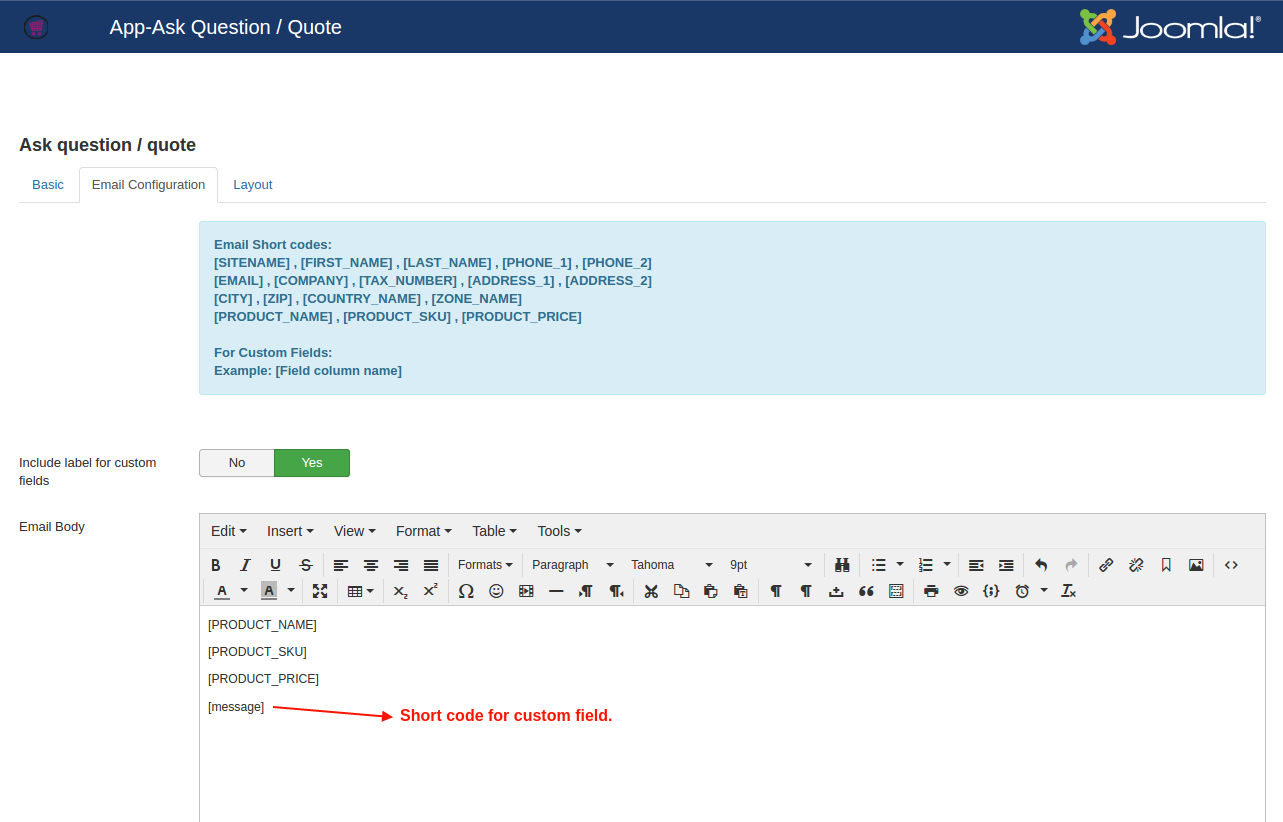 App-Ask Question / Quote
Joomla!®
Ask question / quote
Basic Email Configuration Layout
Email Short codes:
[SITENAME] , [FIRST_NAME] , [LAST_NAME] , [PHONE_1] , [PHONE_2]
[EMAIL] , [COMPANY] , [TAX_NUMBER] , [ADDRESS_1] , [ADDRESS_2]
[CITY] , [ZIP] , [COUNTRY_NAME] , [ZONE_NAME]
[PRODUCT_NAME] , [PRODUCT_SKU] , [PRODUCT_PRICE]
For Custom Fields:
Example: [Field column name]
Include label for custom
fields
No Yes
Email Body
Edit Insert View Format Table Tools
Formats Paragraph Tahoma 9pt
[PRODUCT_NAME]
[PRODUCT_SKU]
[PRODUCT_PRICE]
[message]
Short code for custom field.